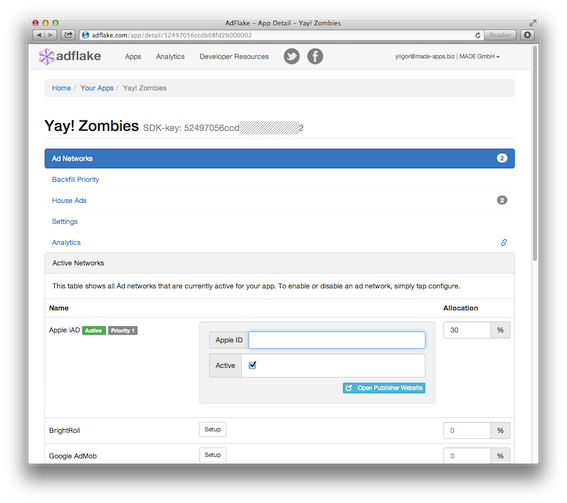 AdFlake – App Detail – Yay! Zombies
adflake.com/app/detail/52497056ccdb08fd2b000002
Reader
adflake
Apps
Analytics
Developer Resources
yligor@made-apps.biz | MADE GmbH
Home / Your Apps / Yay! Zombies
Yay! Zombies SDK-key: 52497056ccd 2
Ad Networks 2
Backfill Priority
House Ads 2
Settings
Analytics
Active Networks
This table shows all Ad networks that are currently active for your app. To enable or disable an ad network, simply tap configure.
Name Allocation
Apple iAD Active Priority 1
Apple ID
30 %
Active
Open Publisher Website
BrightRoll Setup 0 %
Google AdMob Setup 0 %